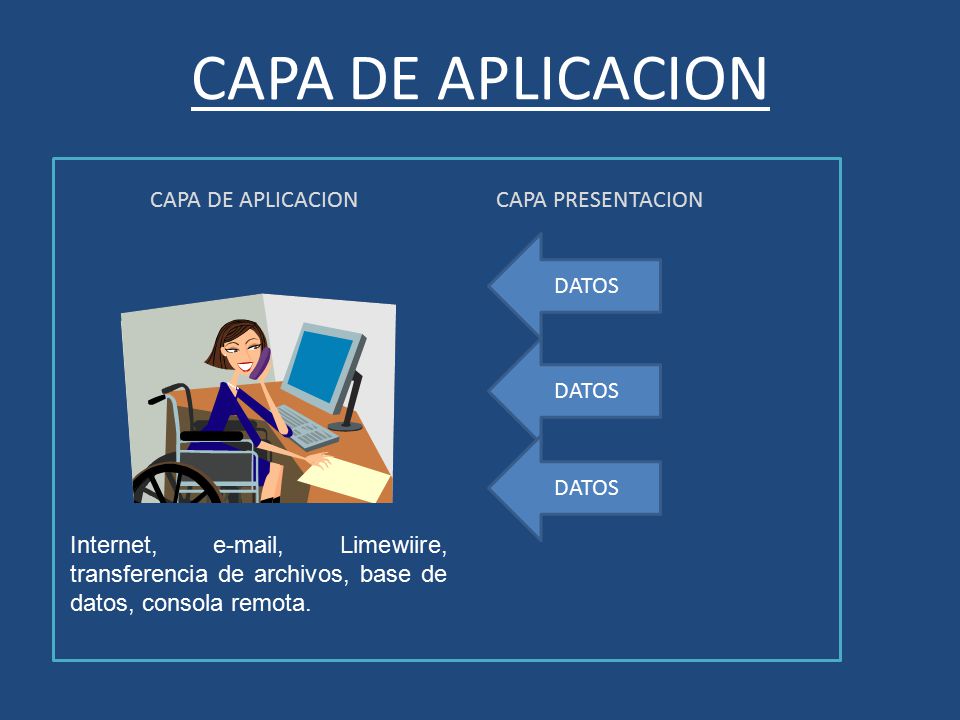 CAPA DE APLICACION
CAPA DE APLICACION
CAPA PRESENTACION
DATOS
DATOS
DATOS
Internet, e-mail, Limewiire,
transferencia de archivos, base de
datos, consola remota.